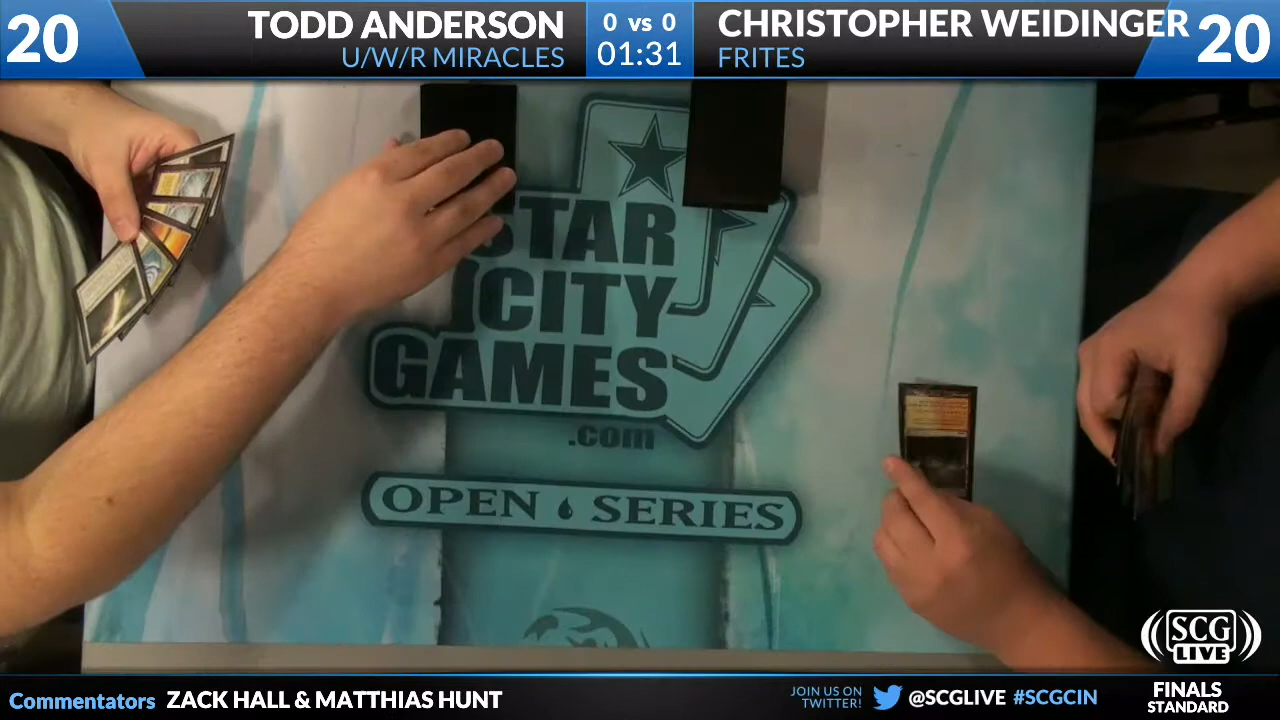 20
TODD ANDERSON
U/W/R MIRACLES
0 vs 0
01:31
CHRISTOPHER WEIDINGER
FRITES
20
STAR
CITY
GAMES
.com
OPEN SERIES
SCG
LIVE
Commentators ZACK HALL & MATTHIAS HUNT
JOIN US ON
TWITTER!
@SCGLIVE #SCGCIN
FINALS
STANDARD